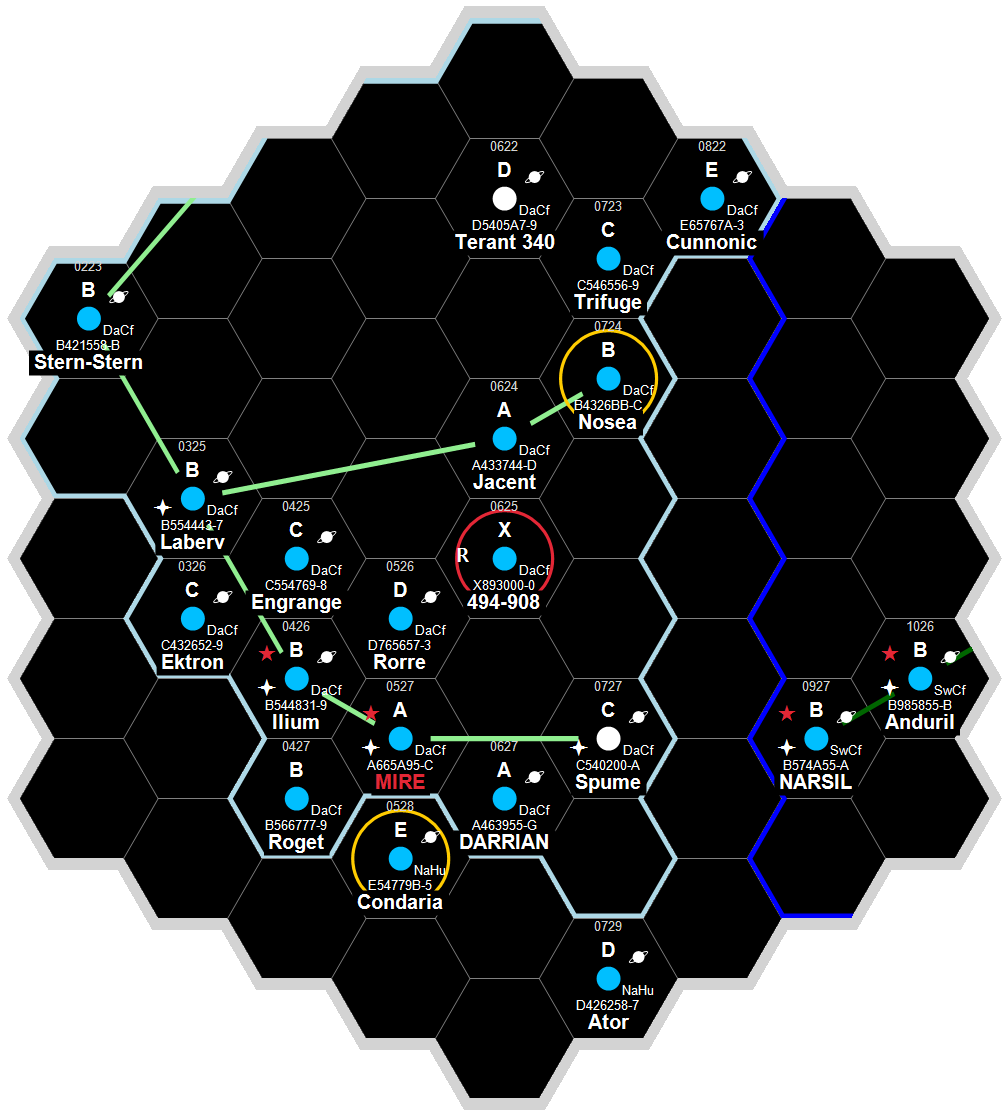 0622
D
DaCf
D5405A7-9
Terant 340
0822
E
DaCf
E65767A-3
Cunnonic
0723
C
DaCf
C546556-9
Trifuge
0223
B
DaCf
B421558-B
Stern-Stern
0724
B
DaCf
B4326BB-C
Nosea
0624
A
DaCf
A433744-D
Jacent
0325
B
DaCf
B554443-7
Laberv
0425
C
DaCf
C554769-8
Engrange
0625
X
R
DaCf
X893000-0
494-908
0326
C
DaCf
C432652-9
Ektron
0526
D
DaCf
D765657-3
Rorre
0426
B
DaCf
B544831-9
Ilium
1026
B
SwCf
B985855-B
Anduril
0527
A
DaCf
A665A95-C
MIRE
0727
C
DaCf
C540200-A
Spume
0927
B
SwCf
B574A55-A
NARSIL
0427
B
DaCf
B566777-9
Roget
0627
A
DaCf
A463955-G
DARRIAN
0528
E
NaHu
E54779B-5
Condaria
0729
D
NaHu
D426258-7
Ator